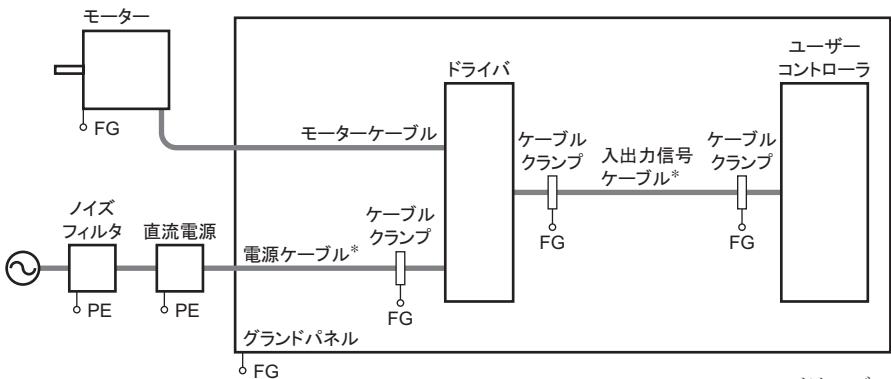 モーター
FG
モーターケーブル
ドライバ
ユーザー
コントローラ
ケーブル
クランプ
FG
入出力信号
ケーブル*
ケーブル
クランプ
FG
ノイズ
フィルタ
PE
直流電源
PE
電源ケーブル*
ケーブル
クランプ
FG
グランドパネル
FG